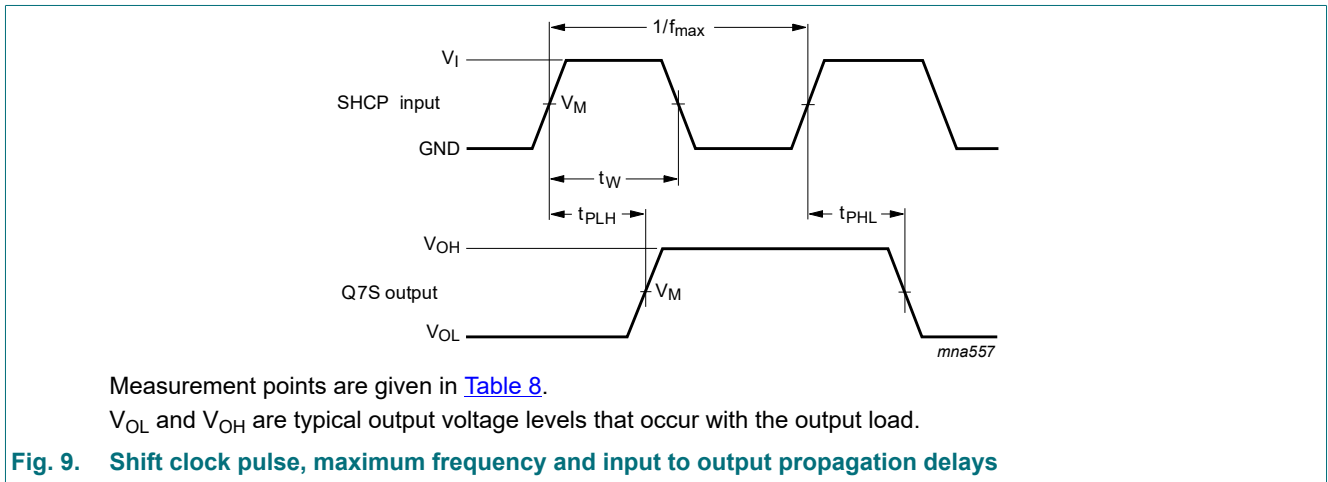 1/fmax
VI
SHCP input
VM
GND
tW
tPLH
tPHL
VOH
Q7S output
VM
VOL
mna557
Measurement points are given in Table 8.
VOL and VOH are typical output voltage levels that occur with the output load.
Fig. 9. Shift clock pulse, maximum frequency and input to output propagation delays